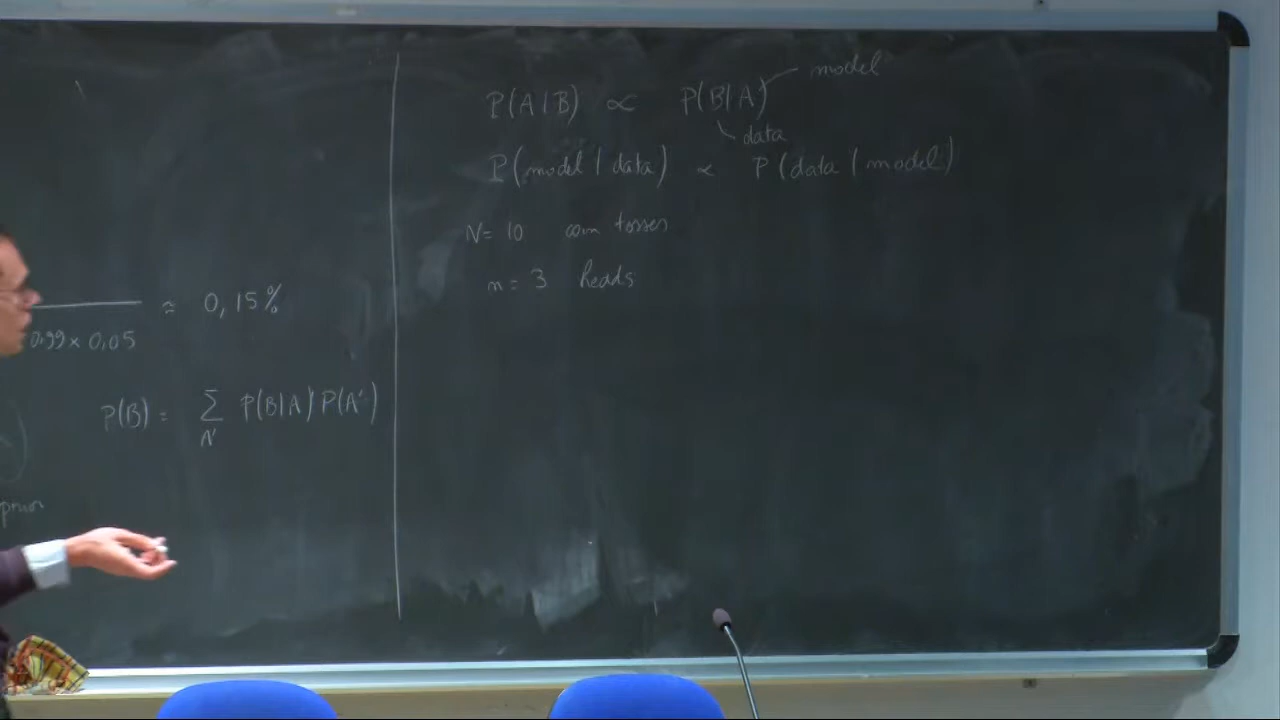 0,99 × 0,05 ≈ 0,15%
P(B) = Σ P(B|A') P(A')
A'
prior
P(A|B) ∝ P(B|A) model
data
P(model | data) ∝ P(data | model)
N = 10 coin tosses
n = 3 heads